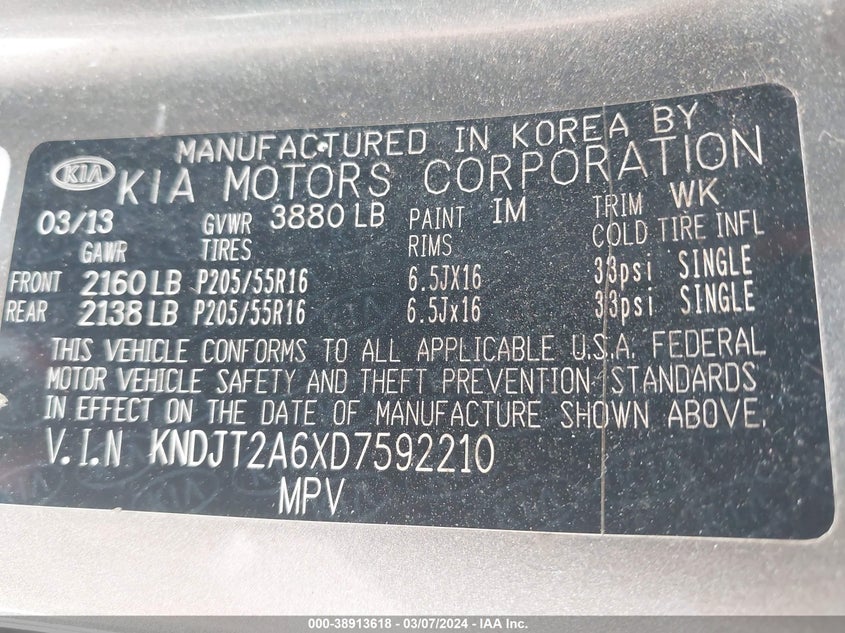 MANUFACTURED IN KOREA BY
KIA KIA MOTORS CORPORATION
03/13 GVWR 3880 LB PAINT IM TRIM WK
GAWR TIRES RIMS COLD TIRE INFL
FRONT 2160 LB P205/55R16 6.5JX16 33psi SINGLE
REAR 2138 LB P205/55R16 6.5Jx16 33psi SINGLE
THIS VEHICLE CONFORMS TO ALL APPLICABLE U.S.A. FEDERAL
MOTOR VEHICLE SAFETY AND THEFT PREVENTION STANDARDS
IN EFFECT ON THE DATE OF MANUFACTURE SHOWN ABOVE.
V.I.N KNDJT2A6XD7592210
MPV
000-38913618 - 03/07/2024 - IAA Inc.